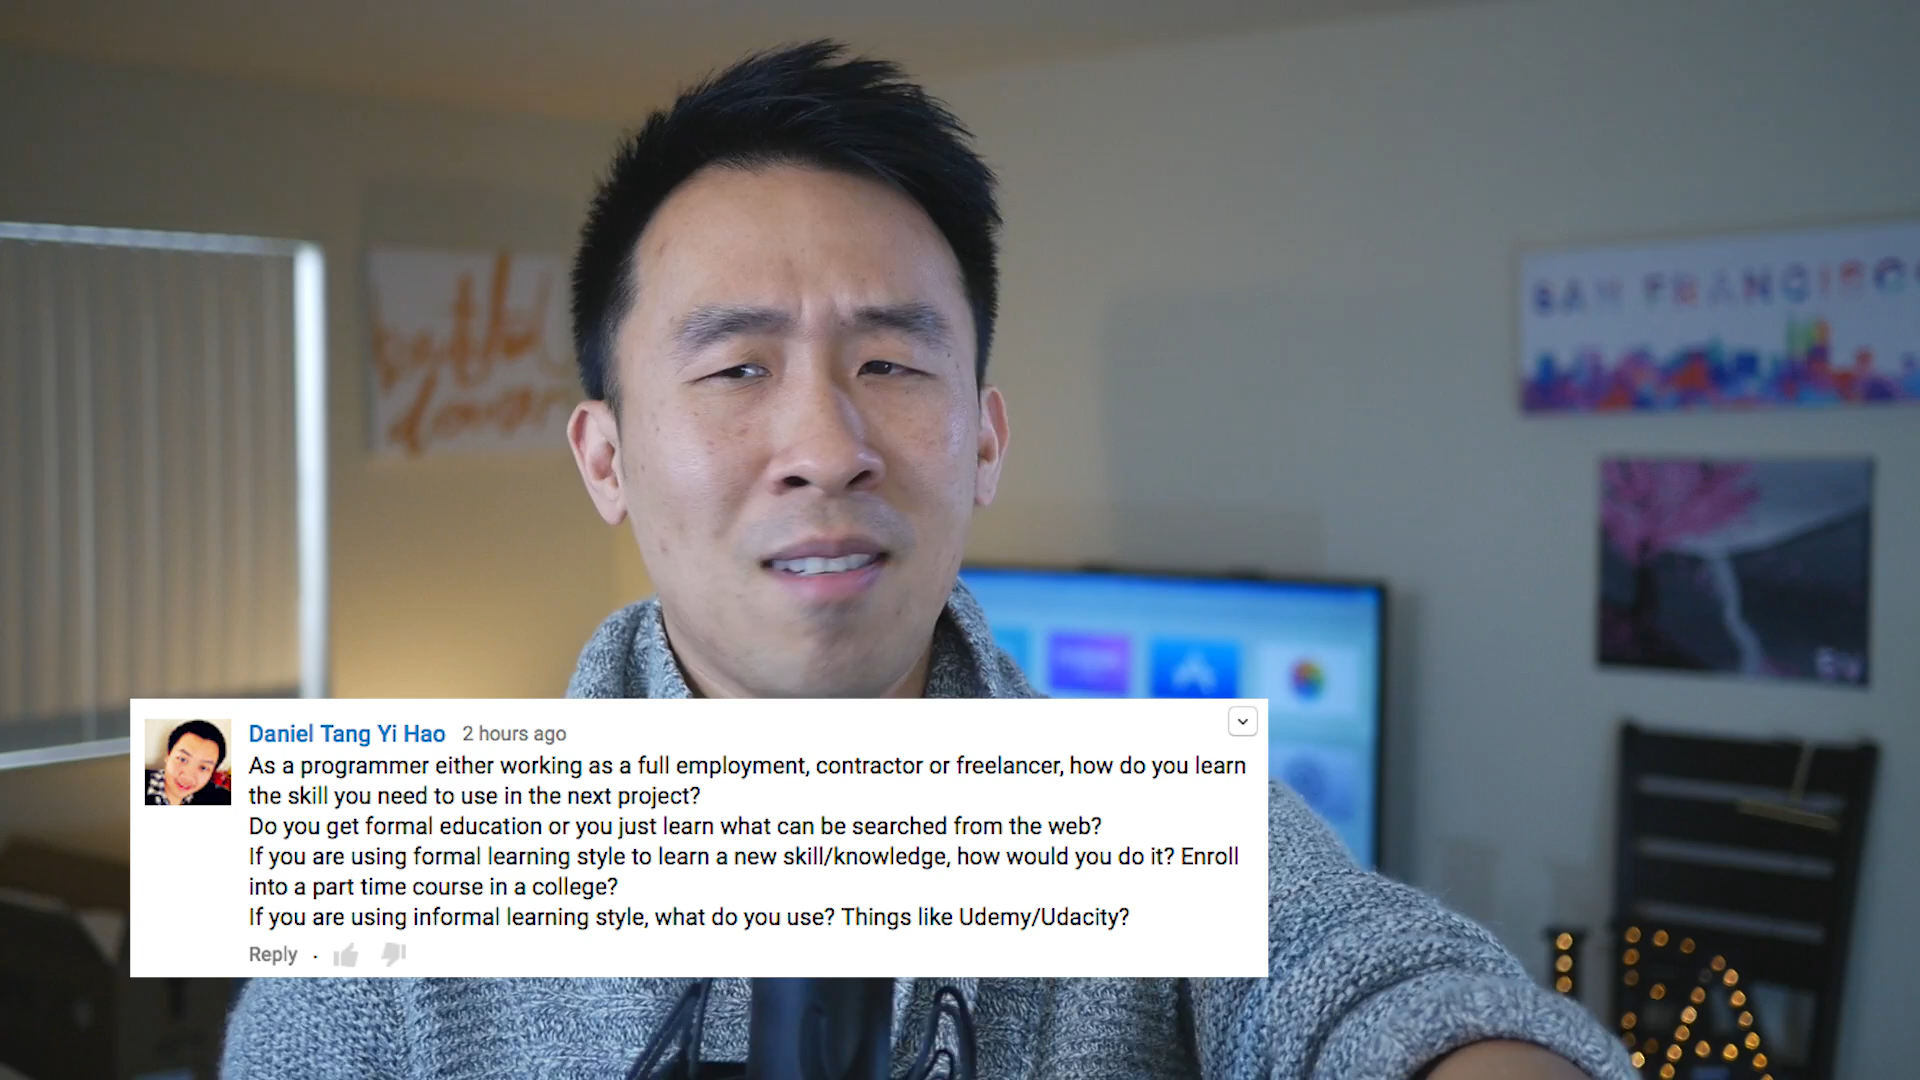 SAN FRANCISCO
Daniel Tang Yi Hao 2 hours ago
As a programmer either working as a full employment, contractor or freelancer, how do you learn
the skill you need to use in the next project?
Do you get formal education or you just learn what can be searched from the web?
If you are using formal learning style to learn a new skill/knowledge, how would you do it? Enroll
into a part time course in a college?
If you are using informal learning style, what do you use? Things like Udemy/Udacity?
Reply ·